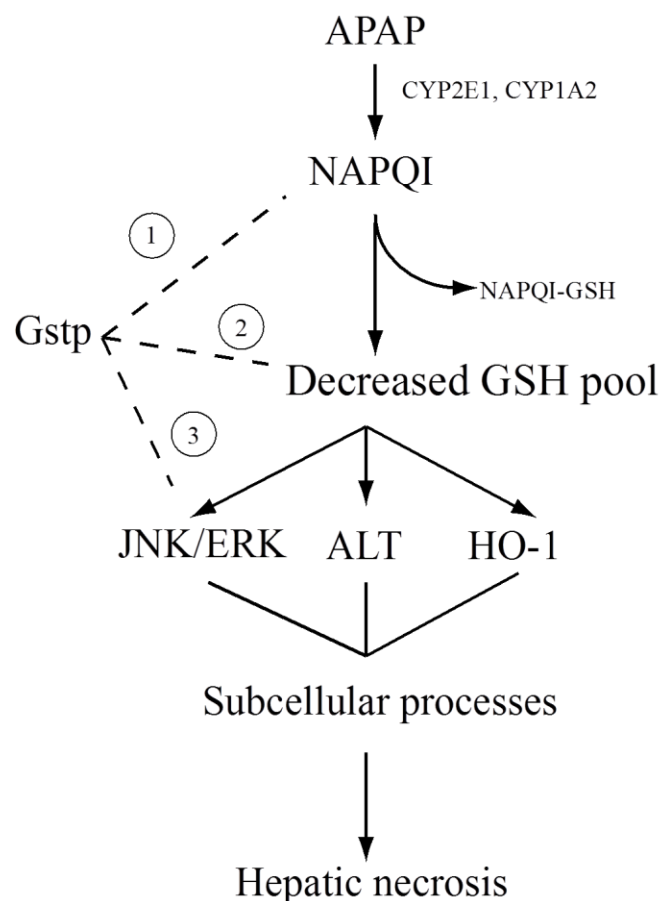 APAP
CYP2E1, CYP1A2
NAPQI
1
NAPQI-GSH
2
Gstp
Decreased GSH pool
3
JNK/ERK ALT HO-1
Subcellular processes
Hepatic necrosis